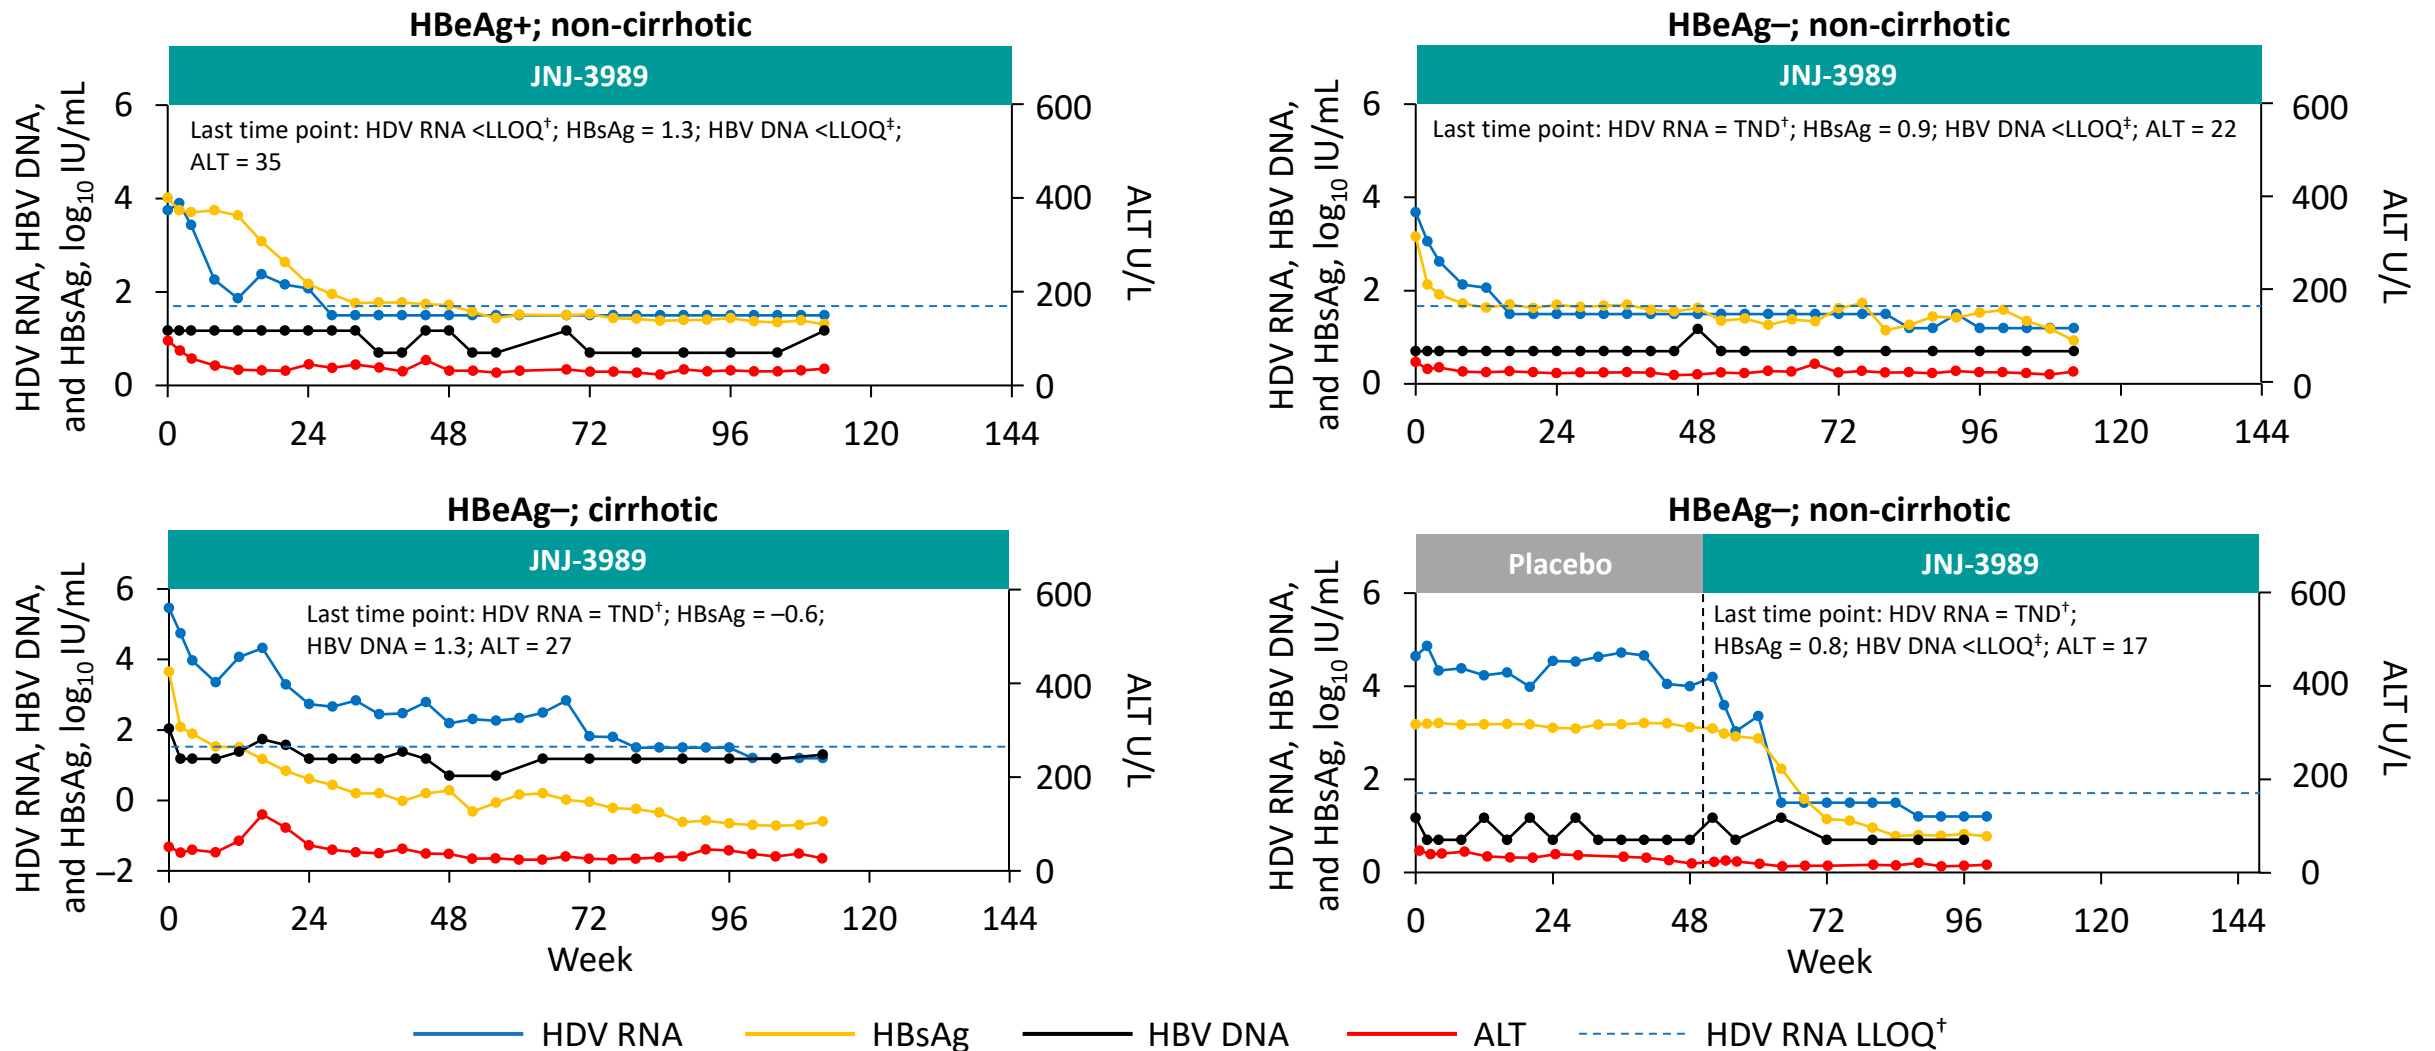 HBeAg+; non-cirrhotic
JNJ-3989
HDV RNA, HBV DNA,
and HBsAg, log10 IU/mL
6
4
2
0
Last time point: HDV RNA <LLOQ†; HBsAg = 1.3; HBV DNA <LLOQ‡;
ALT = 35
600
400
200
0
ALT U/L
0 24 48 72 96 120 144
HBeAg–; non-cirrhotic
JNJ-3989
HDV RNA, HBV DNA,
and HBsAg, log10 IU/mL
6
4
2
0
Last time point: HDV RNA = TND†; HBsAg = 0.9; HBV DNA <LLOQ‡; ALT = 22
600
400
200
0
ALT U/L
0 24 48 72 96 120 144
HBeAg–; cirrhotic
JNJ-3989
HDV RNA, HBV DNA,
and HBsAg, log10 IU/mL
6
4
2
0
–2
Last time point: HDV RNA = TND†; HBsAg = –0.6;
HBV DNA = 1.3; ALT = 27
600
400
200
0
ALT U/L
0 24 48 72 96 120 144
Week
HBeAg–; non-cirrhotic
Placebo JNJ-3989
HDV RNA, HBV DNA,
and HBsAg, log10 IU/mL
6
4
2
0
Last time point: HDV RNA = TND†;
HBsAg = 0.8; HBV DNA <LLOQ‡; ALT = 17
600
400
200
0
ALT U/L
0 24 48 72 96 120 144
Week
HDV RNA HBsAg HBV DNA ALT HDV RNA LLOQ†